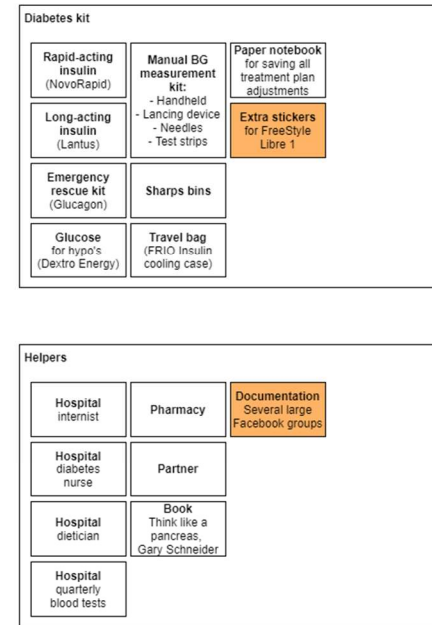 Diabetes kit
Rapid-acting
insulin
(NovoRapid)
Long-acting
insulin
(Lantus)
Emergency
rescue kit
(Glucagon)
Glucose
for hypo's
(Dextro Energy)
Manual BG
measurement
kit:
- Handheld
- Lancing device
- Needles
- Test strips
Sharps bins
Travel bag
(FRIO Insulin
cooling case)
Paper notebook
for saving all
treatment plan
adjustments
Extra stickers
for FreeStyle
Libre 1
Helpers
Hospital
internist
Hospital
diabetes
nurse
Hospital
dietician
Hospital
quarterly
blood tests
Pharmacy
Partner
Book
Think like a
pancreas,
Gary Schneider
Documentation
Several large
Facebook groups